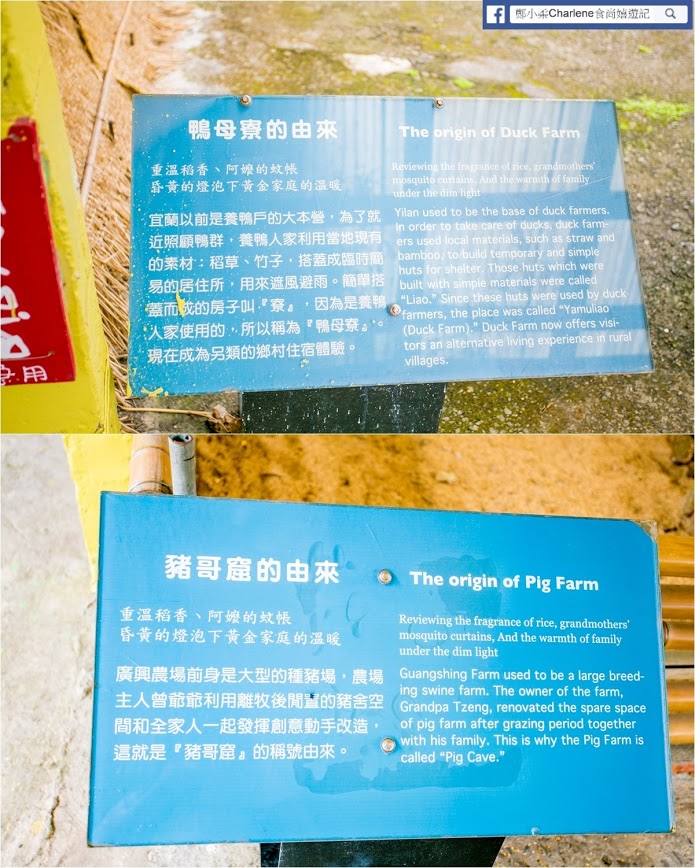 鄭小柔Charlene食尚嬉遊記
鴨母寮的由來
重溫稻香、阿嬤的蚊帳
昏黃的燈泡下黃金家庭的溫暖
宜蘭以前是養鴨戶的大本營，為了就
近照顧鴨群，養鴨人家利用當地現有
的素材：稻草、竹子，搭蓋成臨時簡
易的居住所，用來遮風避雨。簡單搭
蓋而成的房子叫『寮』，因為是養鴨
人家使用的，所以稱為『鴨母寮』。
現在成為另類的鄉村住宿體驗。
The origin of Duck Farm
Reviewing the fragrance of rice, grandmothers'
mosquito curtains, And the warmth of family
under the dim light
Yilan used to be the base of duck farmers.
In order to take care of ducks, duck farm-
ers used local materials, such as straw and
bamboo, to build temporary and simple
huts for shelter. Those huts which were
built with simple materials were called
“Liao.” Since these huts were used by duck
farmers, the place was called “Yamuliao
(Duck Farm).” Duck Farm now offers visi-
tors an alternative living experience in rural
villages.
用
豬哥窟的由來
重溫稻香、阿嬤的蚊帳
昏黃的燈泡下黃金家庭的溫暖
廣興農場前身是大型的種豬場，農場
主人曾爺爺利用離牧後閒置的豬舍空
間和全家人一起發揮創意動手改造，
這就是『豬哥窟』的稱號由來。
The origin of Pig Farm
Reviewing the fragrance of rice, grandmothers'
mosquito curtains, And the warmth of family
under the dim light
Guangshing Farm used to be a large breed-
ing swine farm. The owner of the farm,
Grandpa Tzeng, renovated the spare space
of pig farm after grazing period together
with his family. This is why the Pig Farm is
called “Pig Cave.”